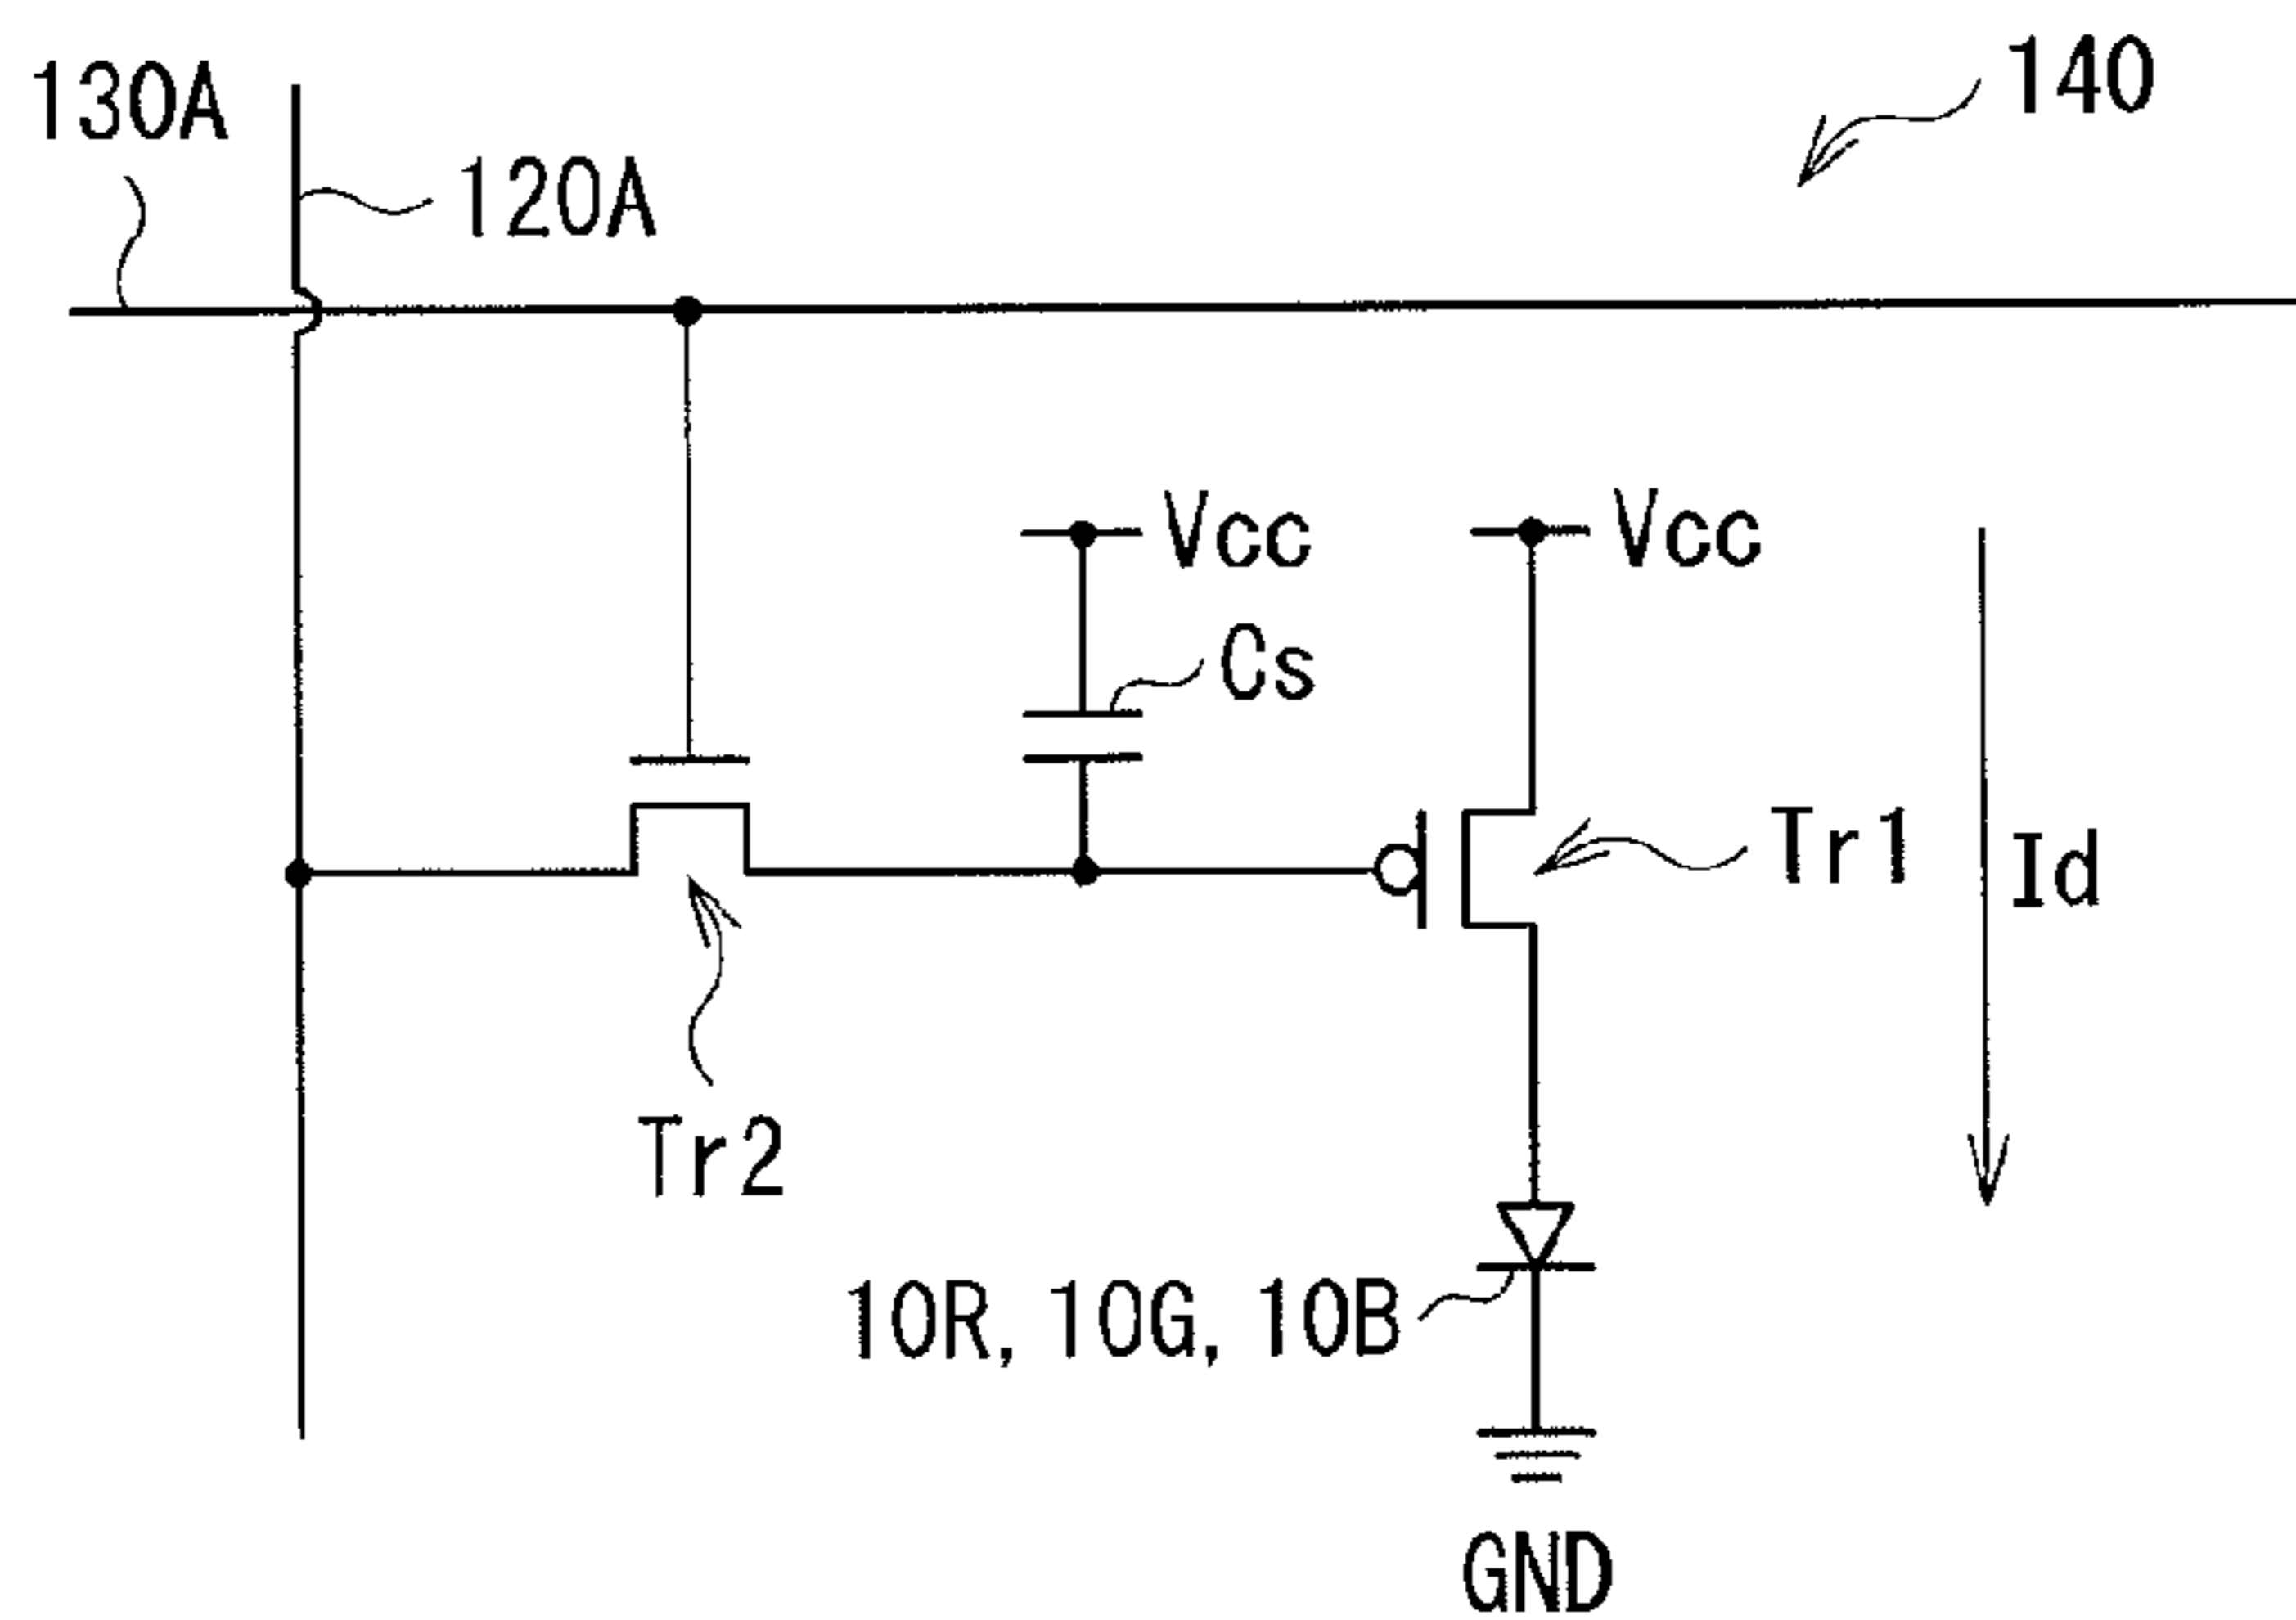 140
130A
120A
Vcc
Vcc
Cs
Tr1
Id
Tr2
10R, 10G, 10B
GND